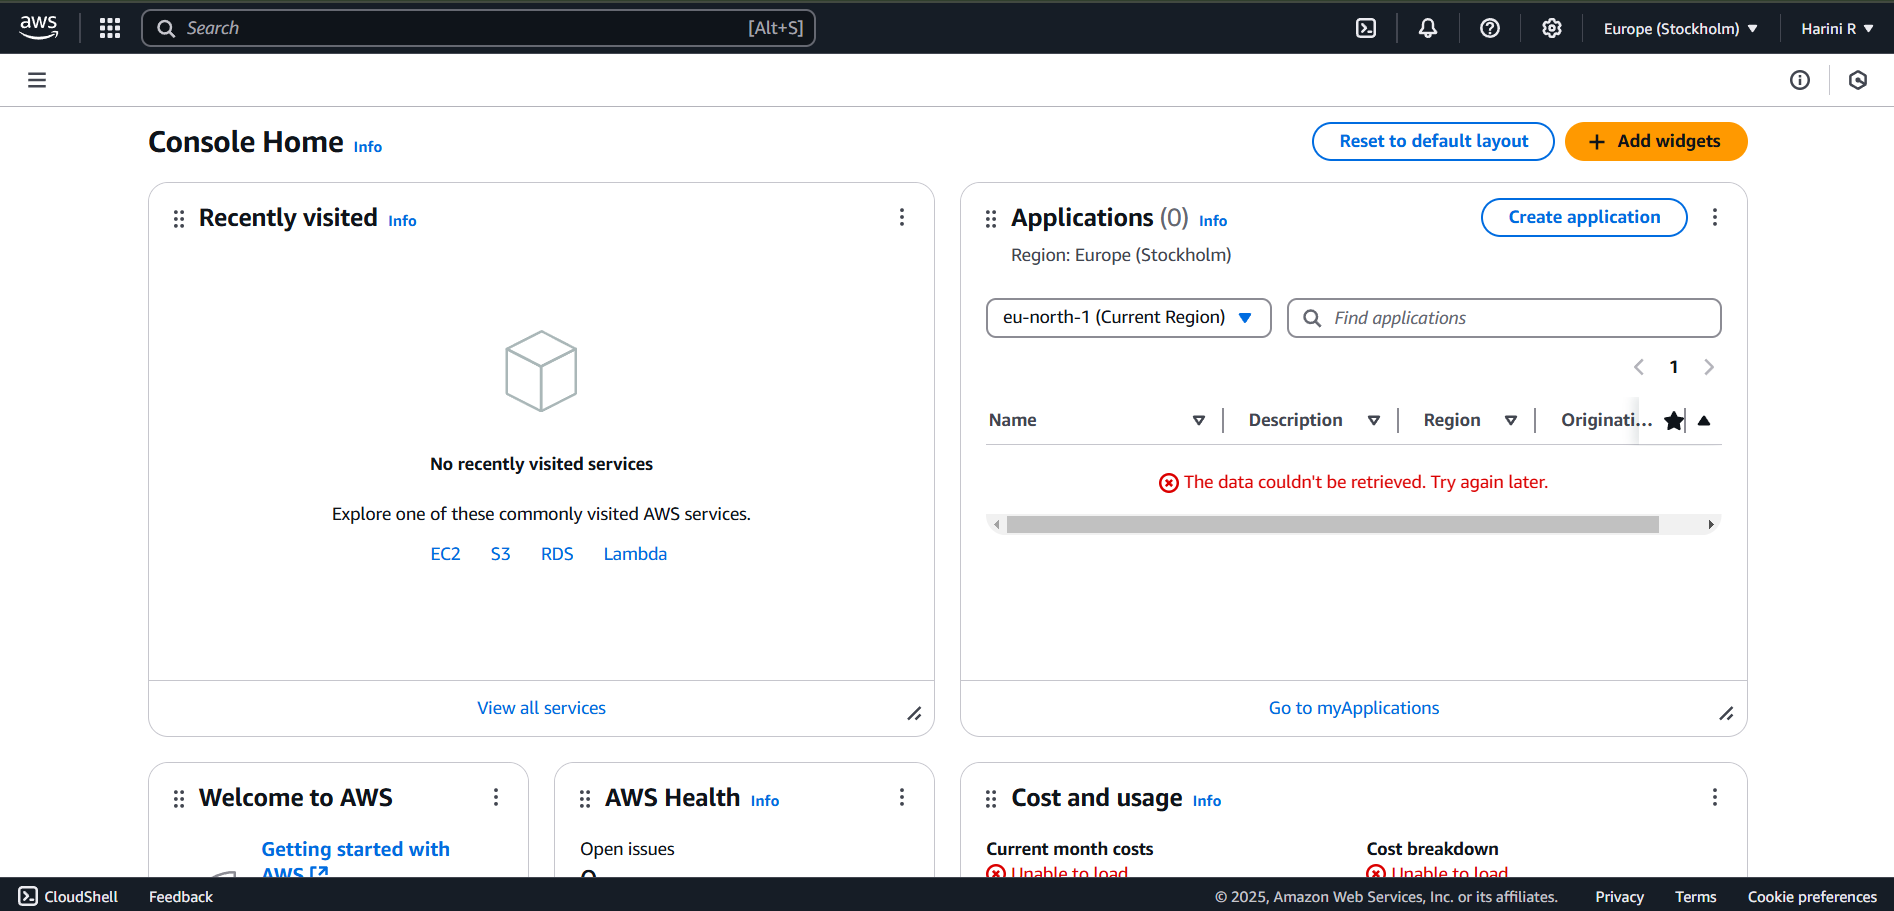 aws
Search [Alt+S]
Europe (Stockholm)
Harini R
Console Home Info
Reset to default layout
Add widgets
Recently visited Info
No recently visited services
Explore one of these commonly visited AWS services.
EC2 S3 RDS Lambda
View all services
Applications (0) Info
Create application
Region: Europe (Stockholm)
eu-north-1 (Current Region)
Find applications
1
Name Description Region Originati...
The data couldn't be retrieved. Try again later.
Go to myApplications
Welcome to AWS
Getting started with
AWS
AWS Health Info
Open issues
Cost and usage Info
Current month costs
Unable to load
Cost breakdown
Unable to load
CloudShell Feedback © 2025, Amazon Web Services, Inc. or its affiliates. Privacy Terms Cookie preferences